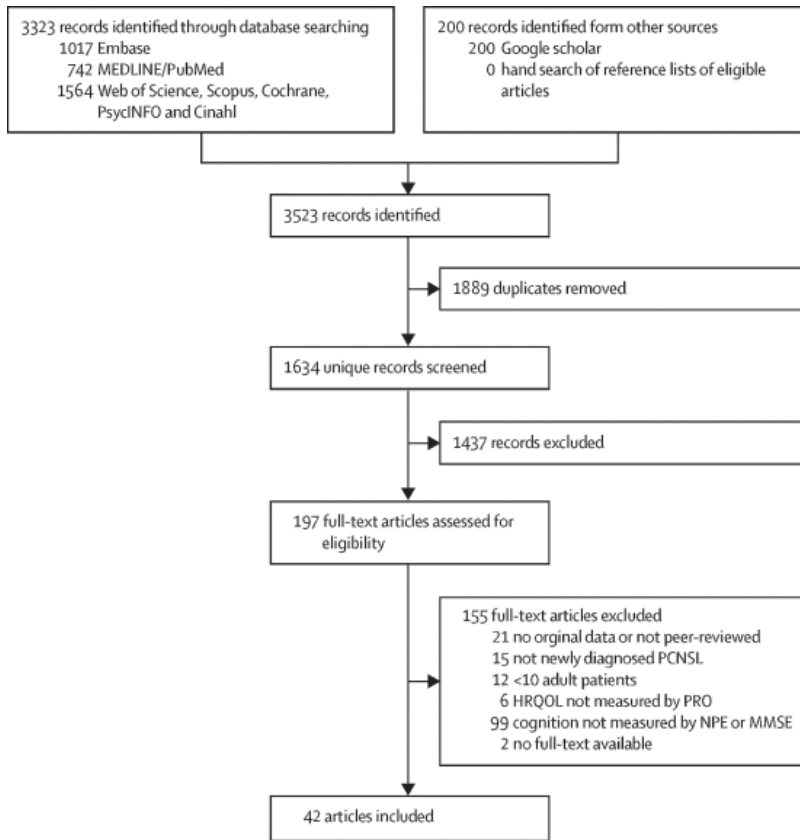 3323 records identified through database searching
1017 Embase
742 MEDLINE/PubMed
1564 Web of Science, Scopus, Cochrane,
PsycINFO and Cinahl
200 records identified form other sources
200 Google scholar
0 hand search of reference lists of eligible
articles
3523 records identified
1889 duplicates removed
1634 unique records screened
1437 records excluded
197 full-text articles assessed for
eligibility
155 full-text articles excluded
21 no orginal data or not peer-reviewed
15 not newly diagnosed PCNSL
12 <10 adult patients
6 HRQOL not measured by PRO
99 cognition not measured by NPE or MMSE
2 no full-text available
42 articles included